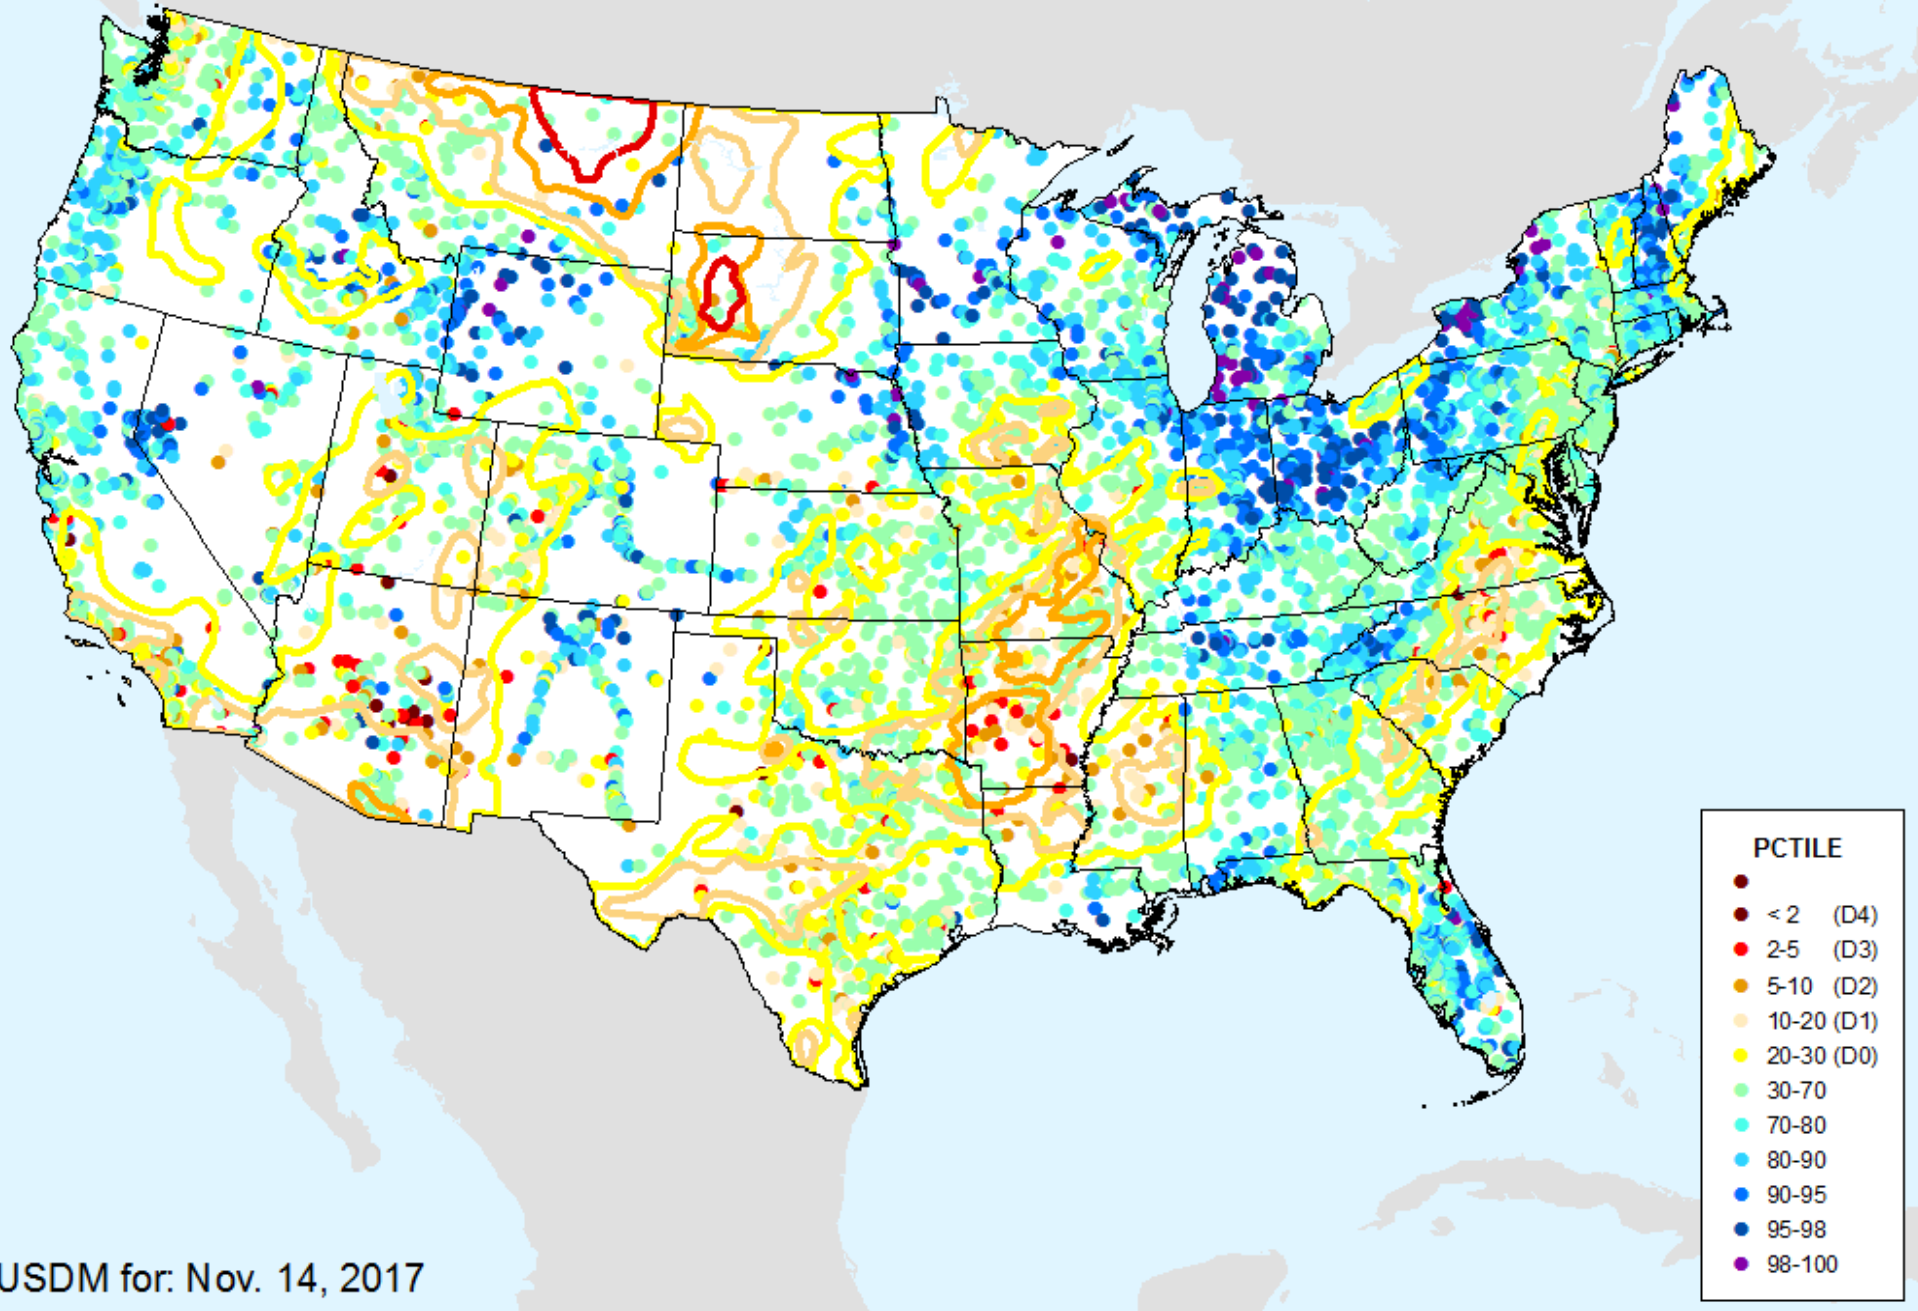 PCTILE
< 2 (D4)
2-5 (D3)
5-10 (D2)
10-20 (D1)
20-30 (D0)
30-70
70-80
80-90
90-95
95-98
98-100
USDM for: Nov. 14, 2017